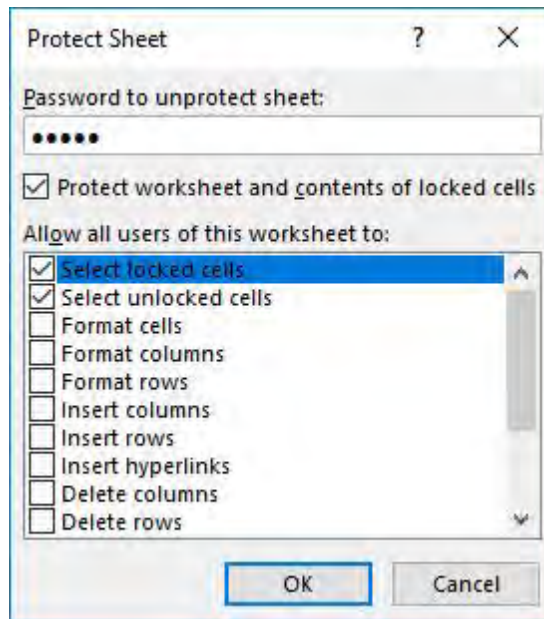 Protect Sheet ? ×
Password to unprotect sheet:
•••••
Protect worksheet and contents of locked cells
Allow all users of this worksheet to:
Select locked cells
Select unlocked cells
Format cells
Format columns
Format rows
Insert columns
Insert rows
Insert hyperlinks
Delete columns
Delete rows
OK Cancel